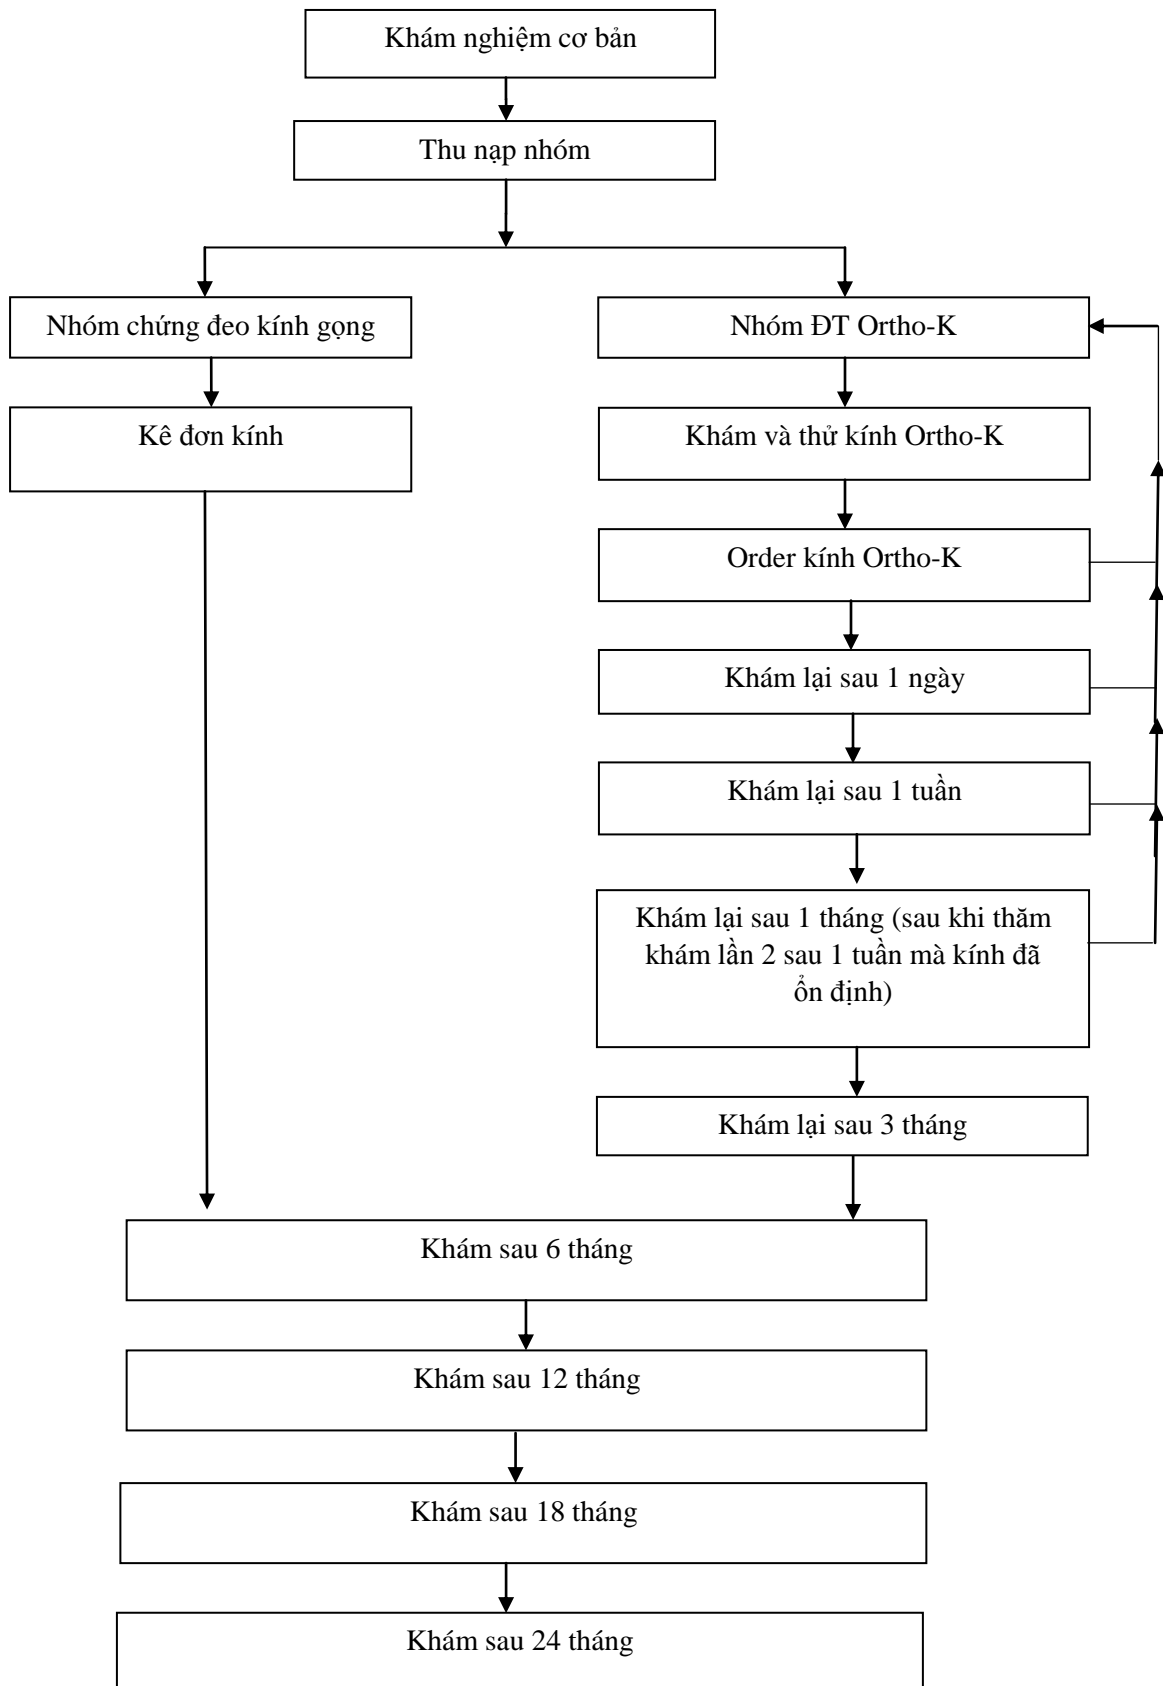 Khám nghiệm cơ bản
Thu nạp nhóm
Nhóm chứng đeo kính gọng
Nhóm ĐT Ortho-K
Kê đơn kính
Khám và thử kính Ortho-K
Order kính Ortho-K
Khám lại sau 1 ngày
Khám lại sau 1 tuần
Khám lại sau 1 tháng (sau khi thăm
khám lần 2 sau 1 tuần mà kính đã
ổn định)
Khám lại sau 3 tháng
Khám sau 6 tháng
Khám sau 12 tháng
Khám sau 18 tháng
Khám sau 24 tháng